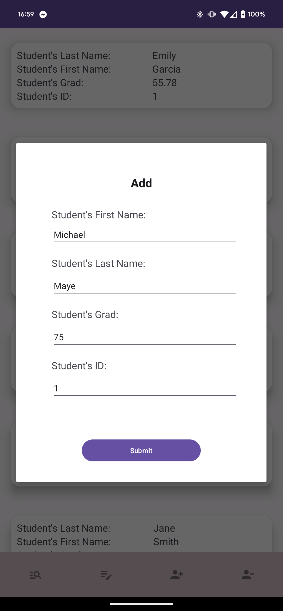 16:59
100%
Student's Last Name: Emily
Student's First Name: Garcia
Student's Grad: 55.78
Student's ID: 1
Add
Student's First Name:
Michael
Student's Last Name:
Maye
Student's Grad:
75
Student's ID:
1
Submit
Student's Last Name: Jane
Student's First Name: Smith